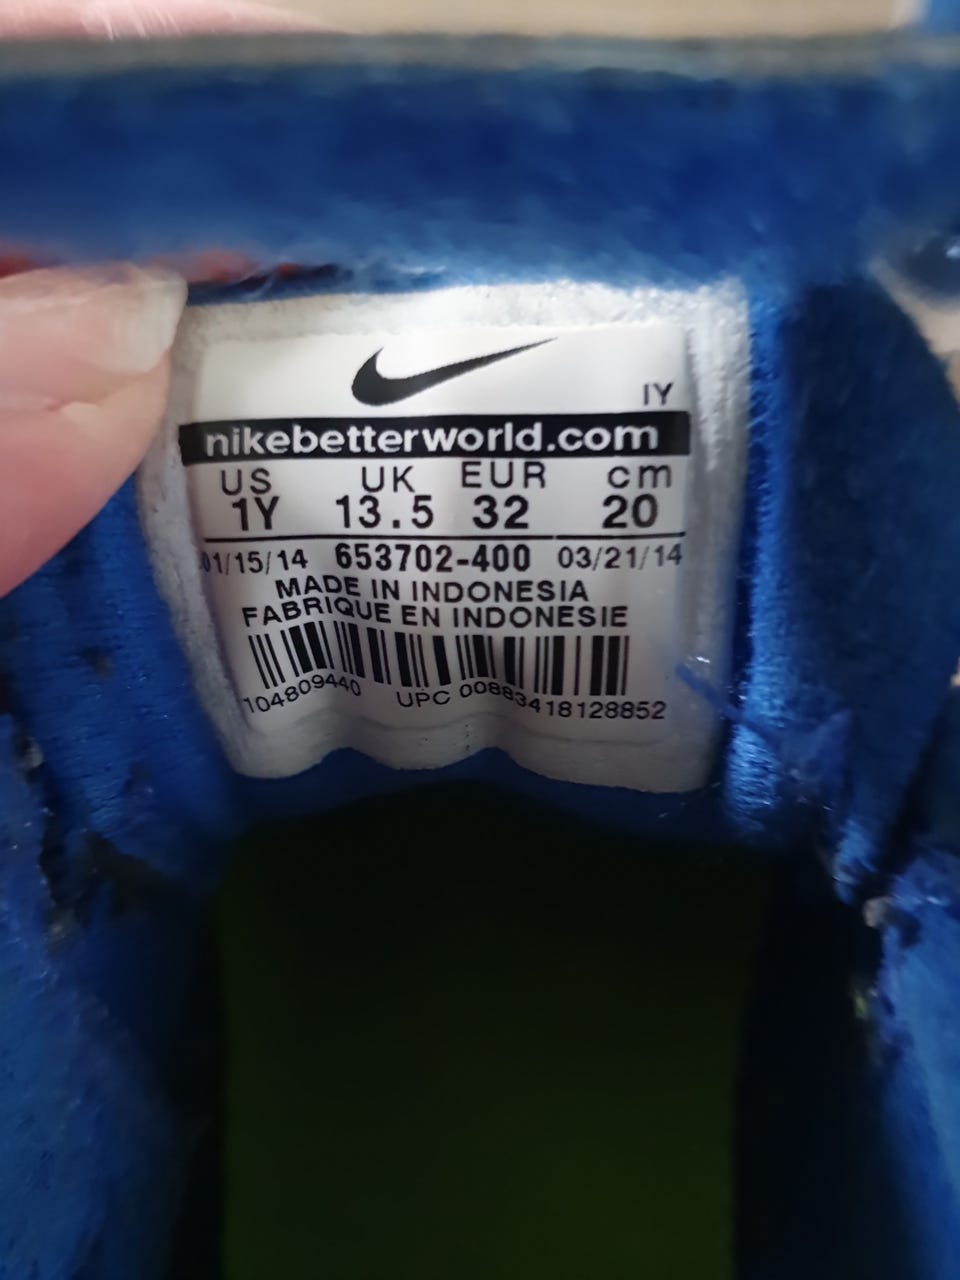 IY
nikebetterworld.com
US UK EUR cm
1Y 13.5 32 20
01/15/14 653702-400 03/21/14
MADE IN INDONESIA
FABRIQUE EN INDONESIE
104809440 UPC 00883418128852